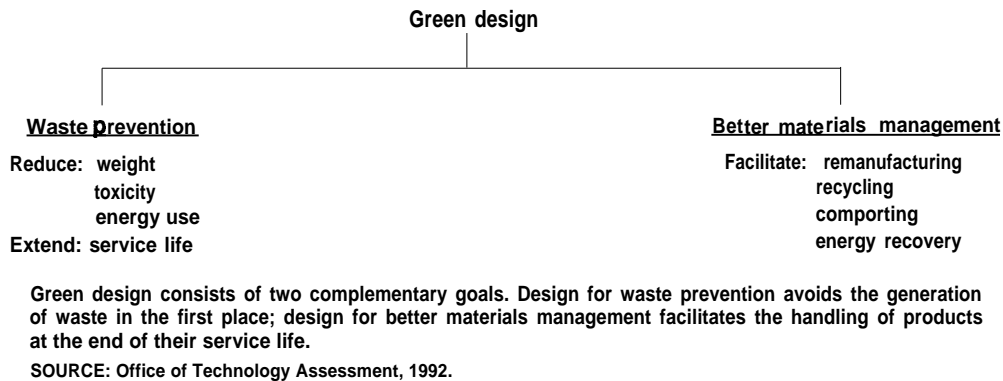 Green design
Waste prevention
Reduce: weight
toxicity
energy use
Extend: service life
Better materials management
Facilitate: remanufacturing
recycling
comporting
energy recovery
Green design consists of two complementary goals. Design for waste prevention avoids the generation
of waste in the first place; design for better materials management facilitates the handling of products
at the end of their service life.
SOURCE: Office of Technology Assessment, 1992.